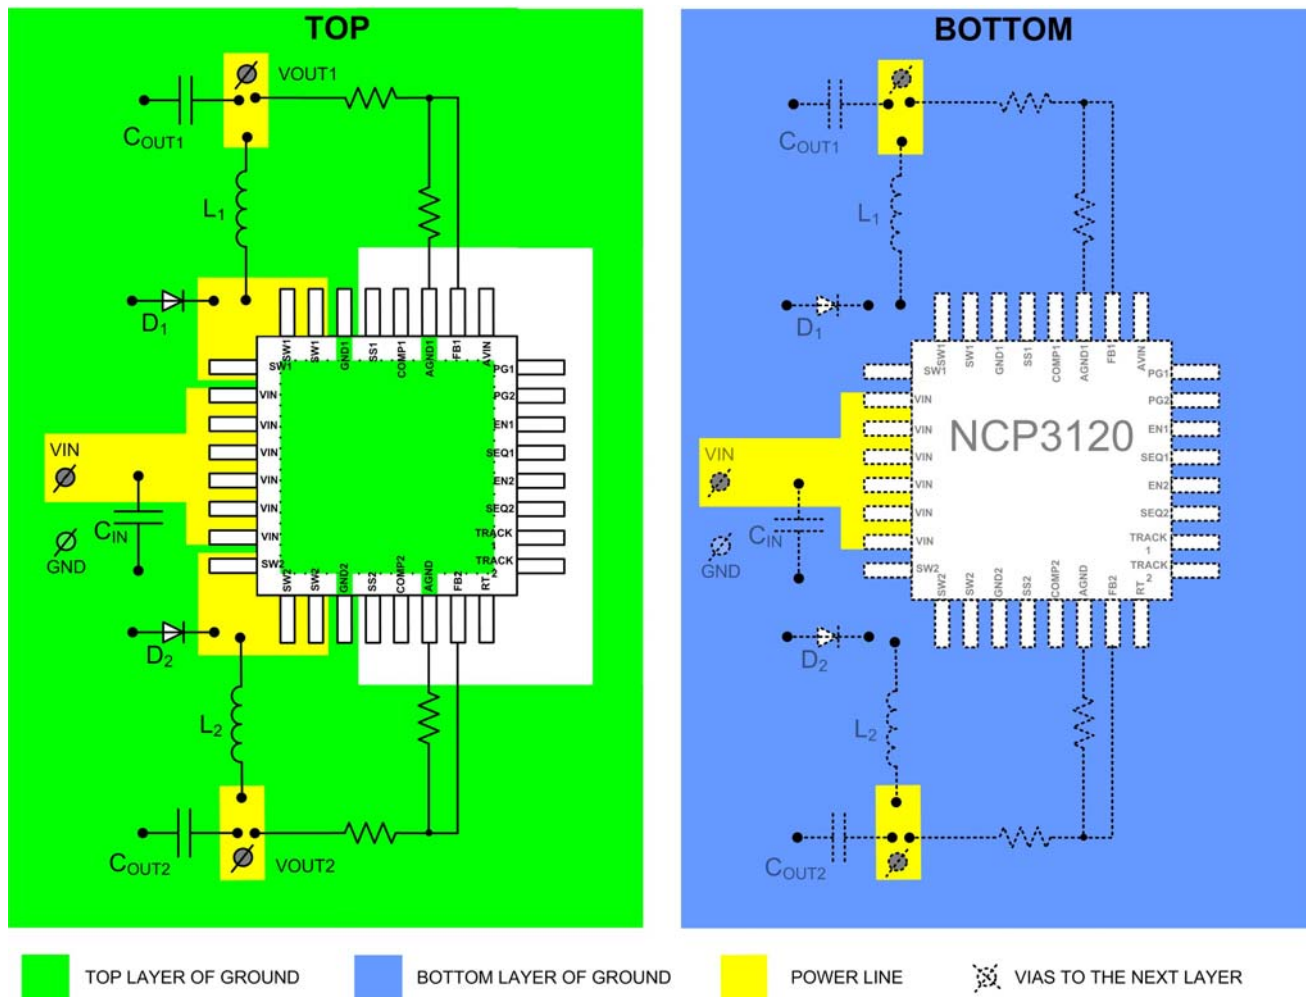 TOP
VOUT1
COUT1
L1
D1
SW1
SW1
GND1
SS1
COMP1
AGND1
FB1
AVIN
SW1
VIN
VIN
VIN
VIN
VIN
VIN
SW2
PG1
PG2
EN1
SEQ1
EN2
SEQ2
TRACK
1
TRACK
2
VIN
CIN
GND
SW2
SW2
GND2
SS2
COMP2
AGND
FB2
RT
D2
L2
COUT2
VOUT2
BOTTOM
COUT1
L1
D1
SW1
SW1
GND1
SS1
COMP1
AGND1
FB1
AVIN
SW1
VIN
VIN
VIN
VIN
VIN
VIN
SW2
NCP3120
PG1
PG2
EN1
SEQ1
EN2
SEQ2
TRACK
1
TRACK
2
VIN
CIN
GND
SW2
SW2
GND2
SS2
COMP2
AGND
FB2
RT
D2
L2
COUT2
TOP LAYER OF GROUND
BOTTOM LAYER OF GROUND
POWER LINE
VIAS TO THE NEXT LAYER